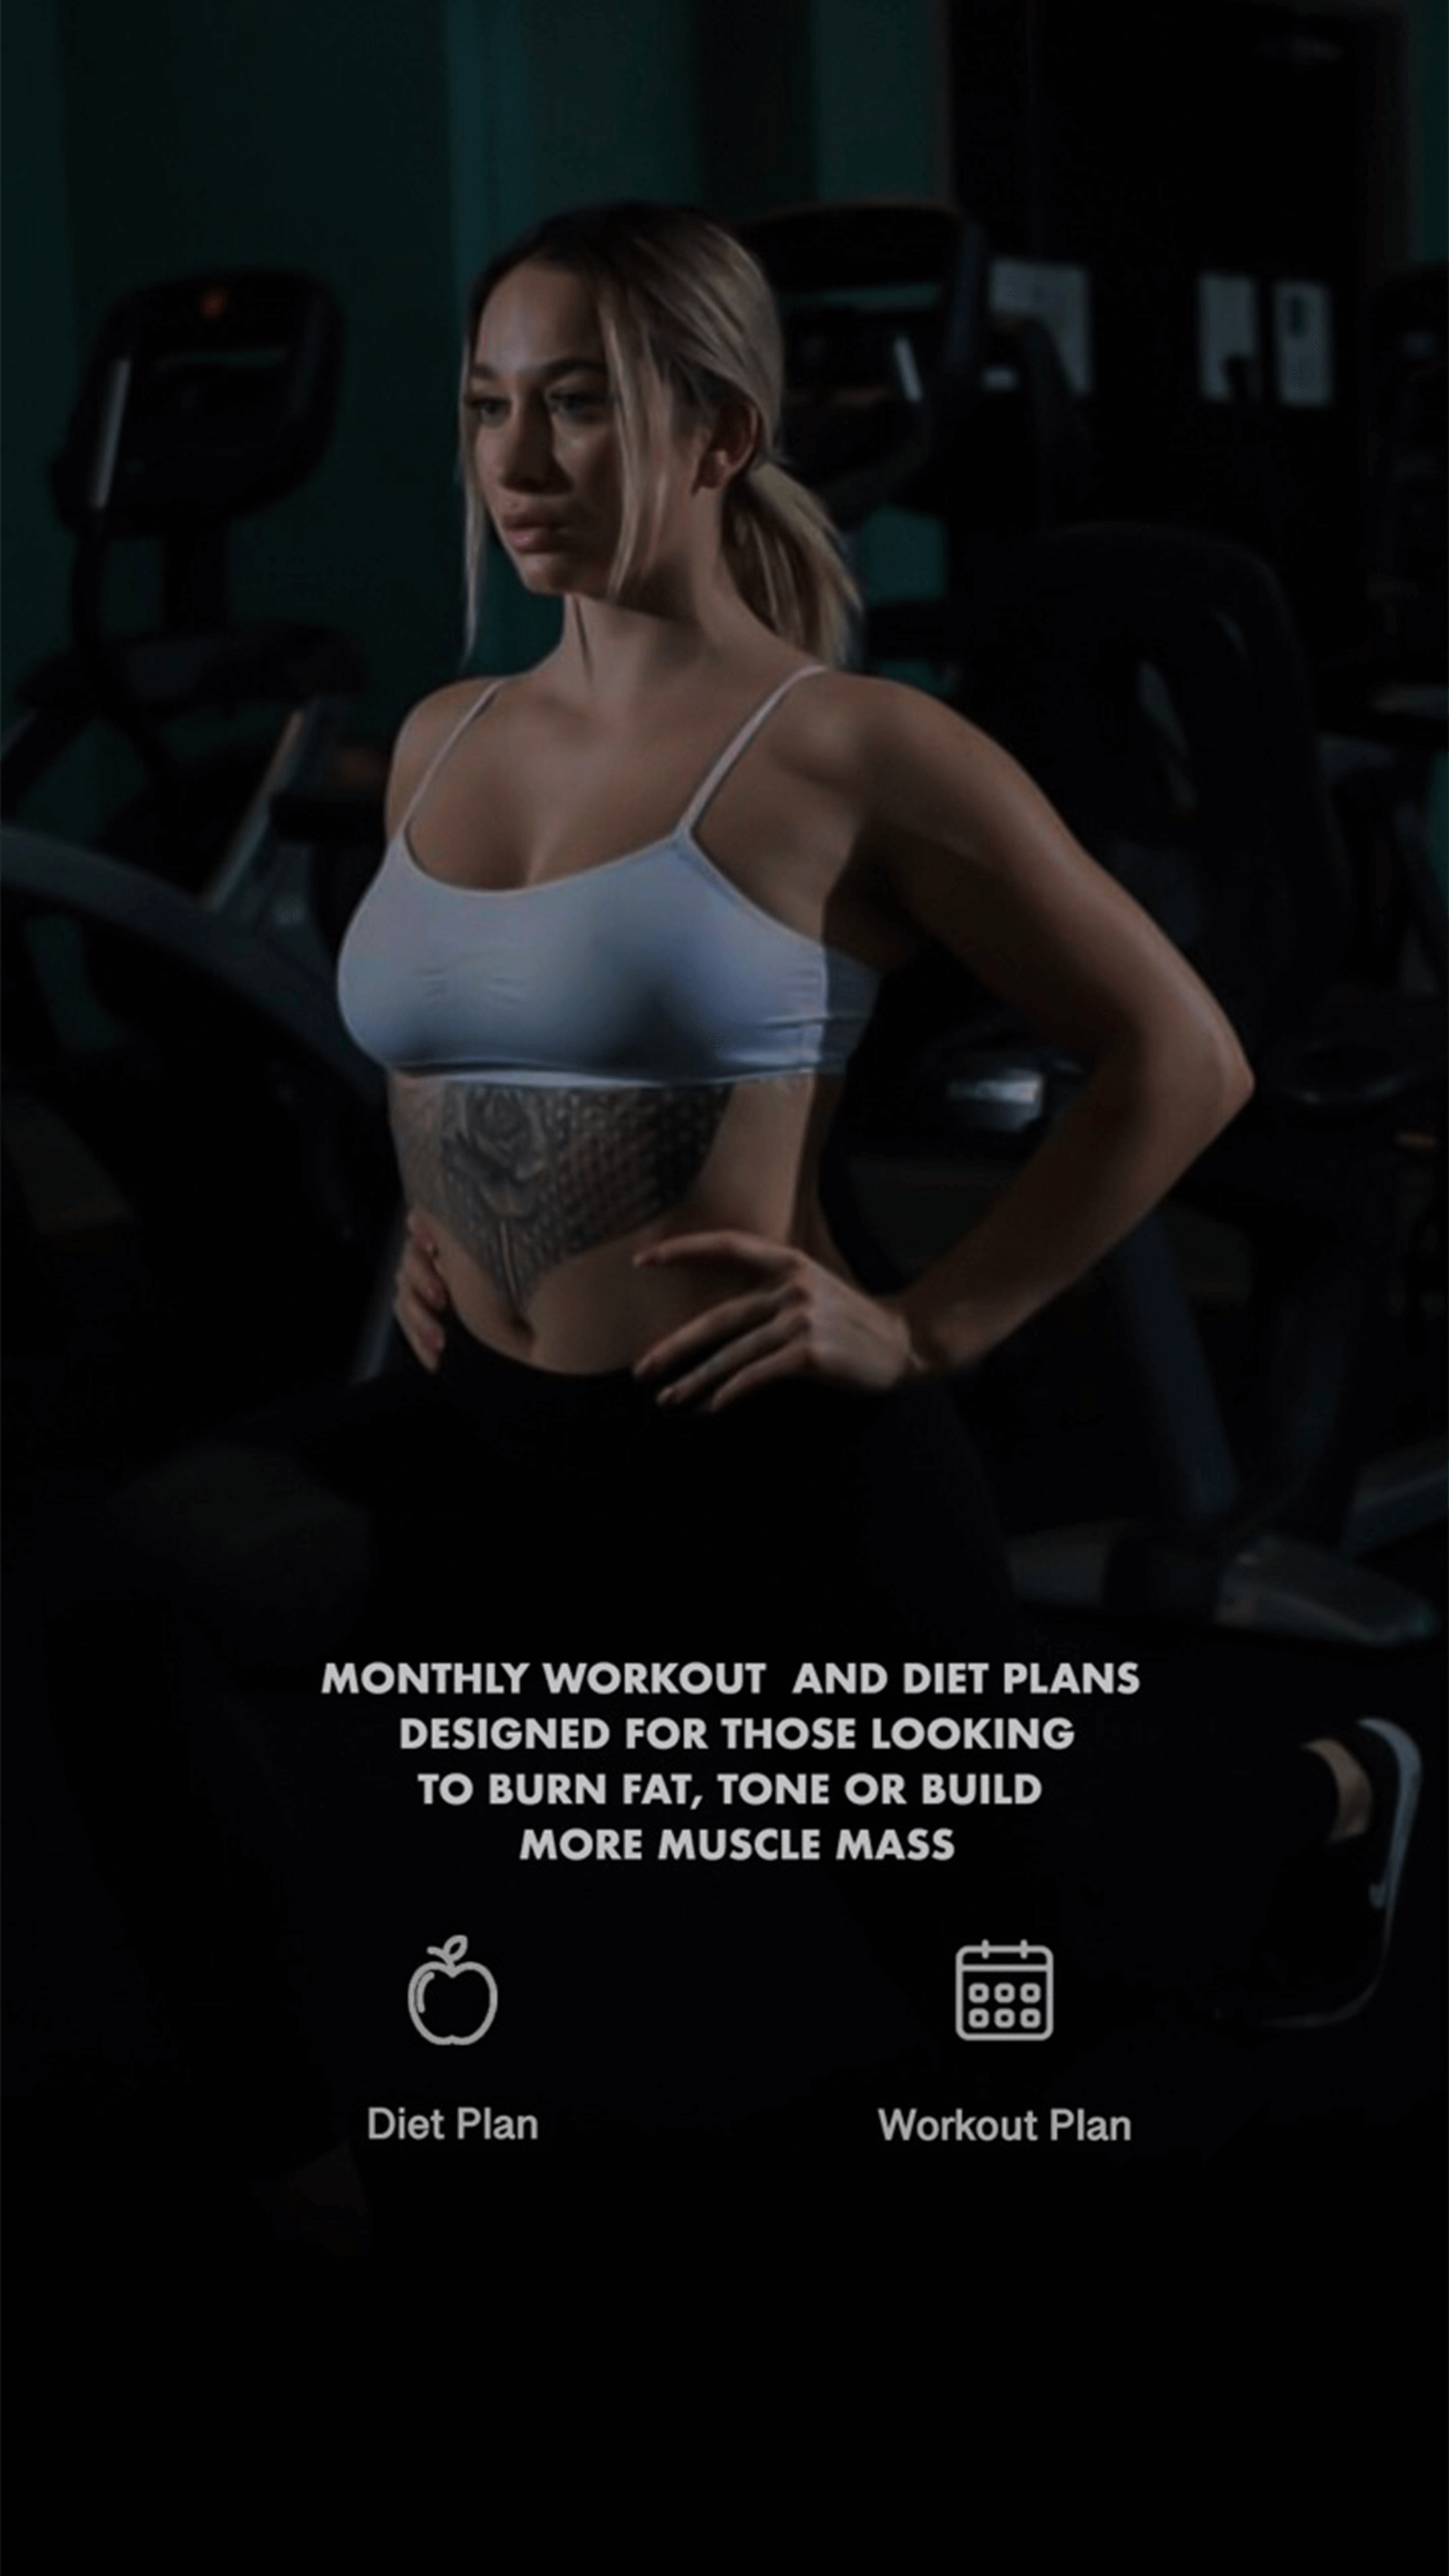 MONTHLY WORKOUT  AND DIET PLANS
DESIGNED FOR THOSE LOOKING
TO BURN FAT, TONE OR BUILD
MORE MUSCLE MASS
Diet Plan
Workout Plan